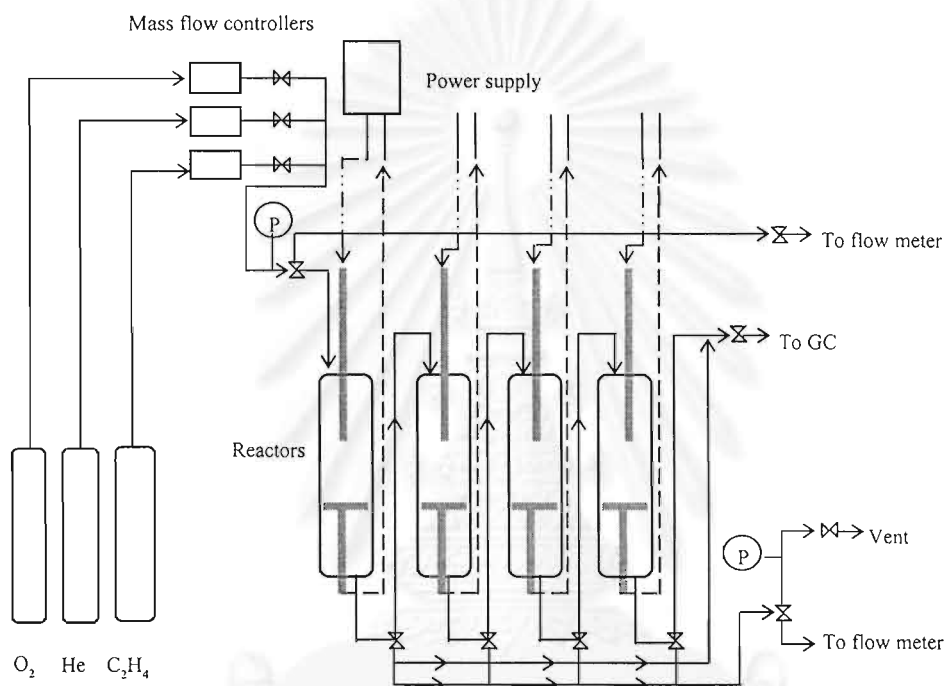 Mass flow controllers
Power supply
P
To flow meter
To GC
Reactors
P
Vent
To flow meter
O₂ He C₂H₄